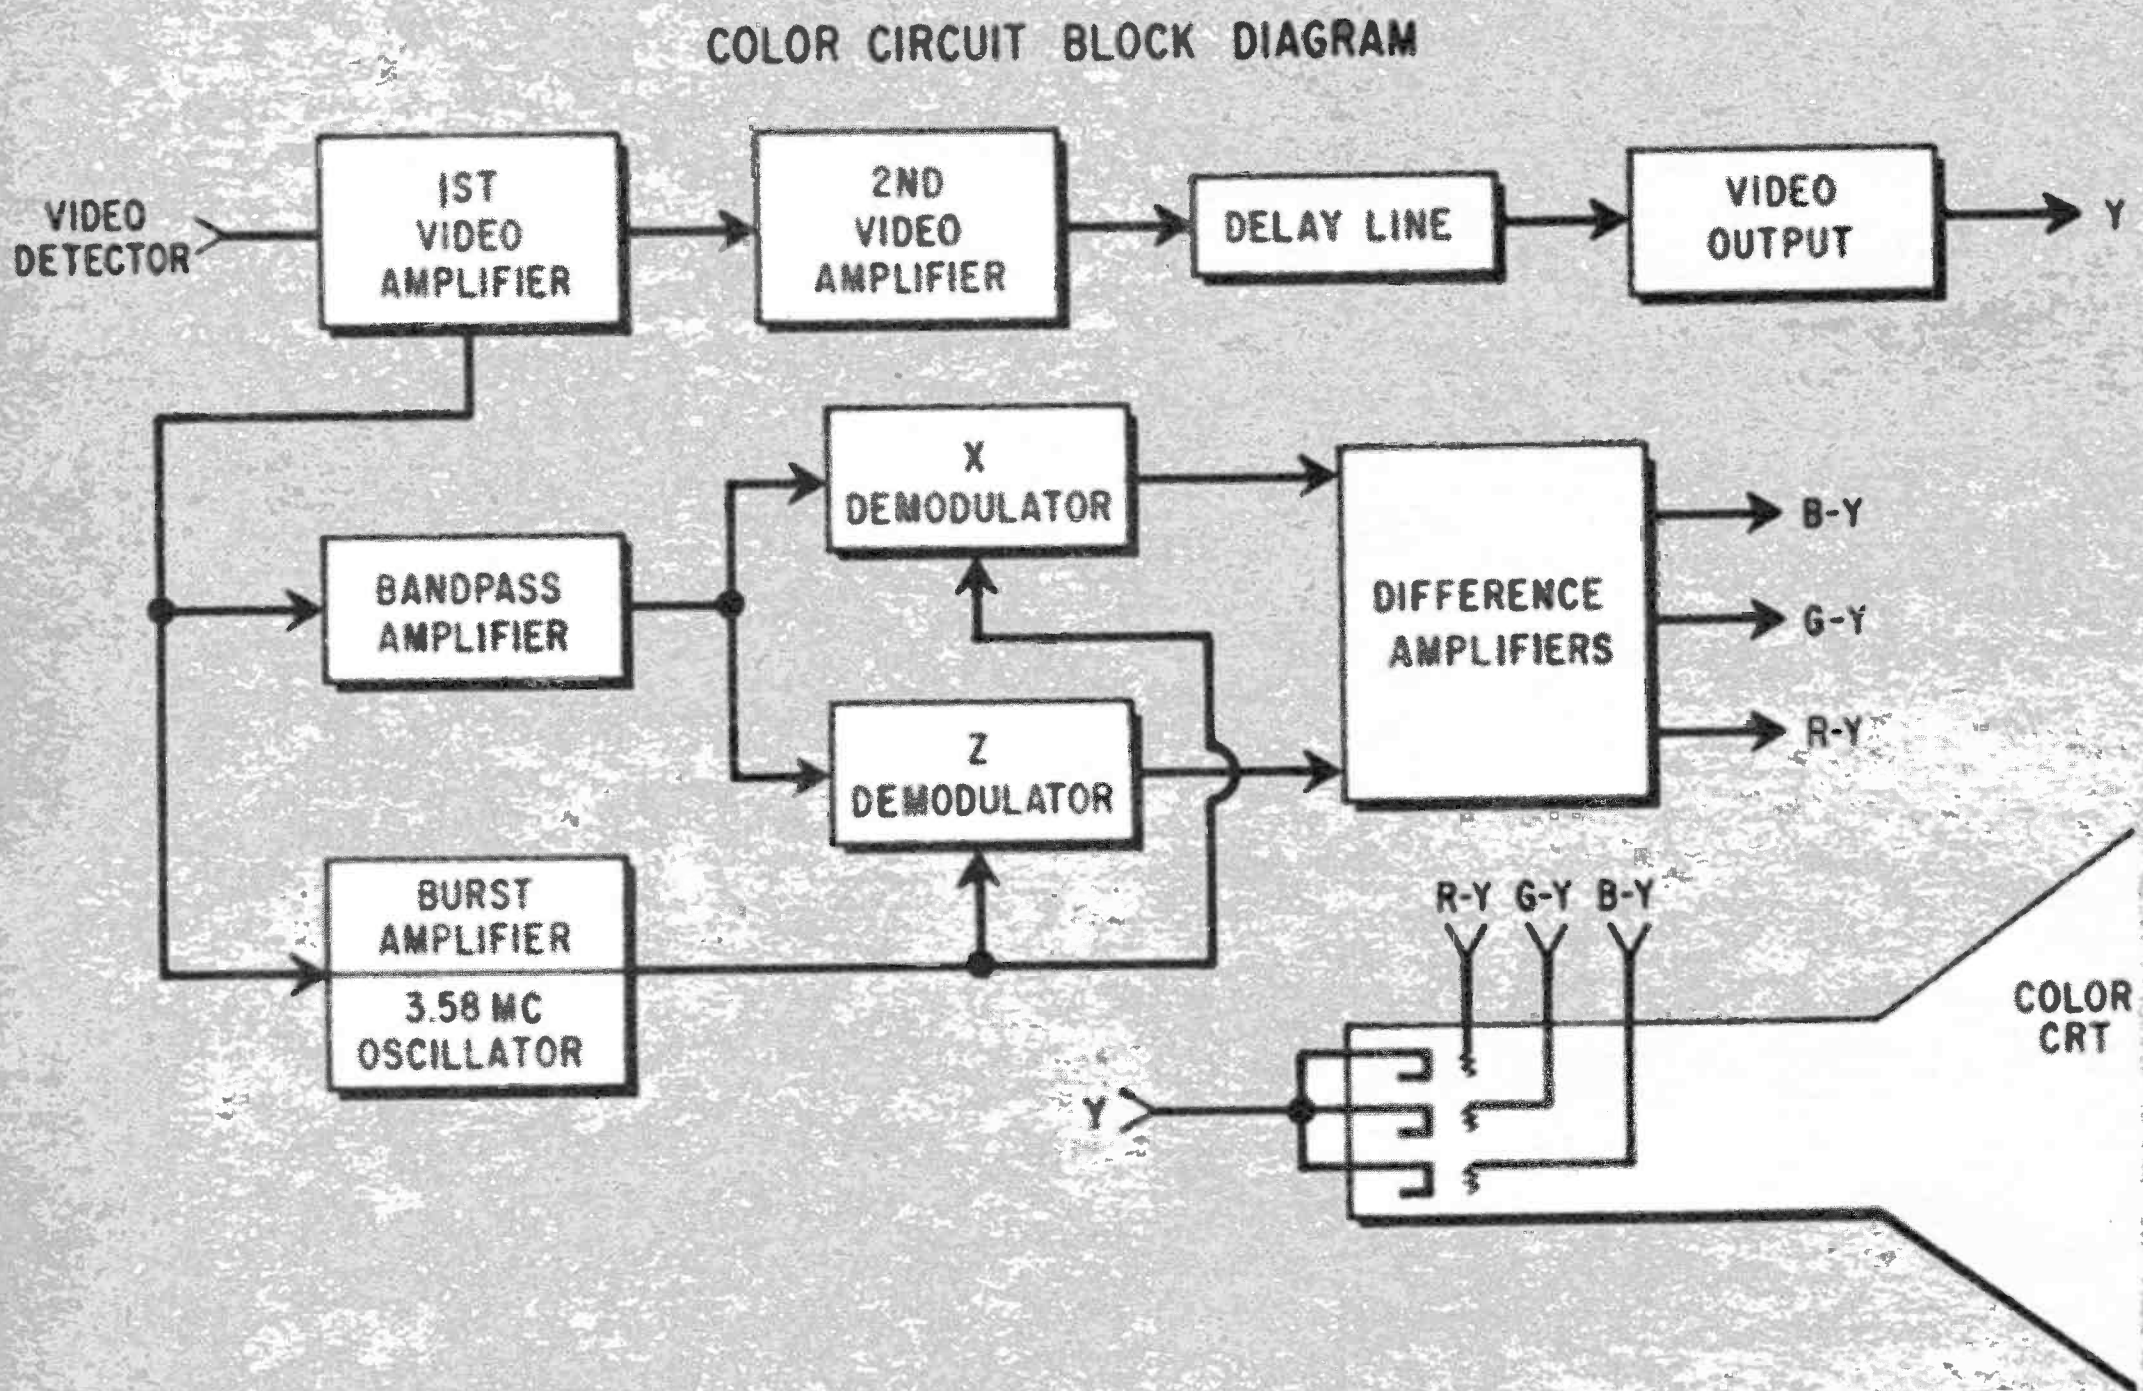 COLOR CIRCUIT BLOCK DIAGRAM
VIDEO
DETECTOR
1ST
VIDEO
AMPLIFIER
2ND
VIDEO
AMPLIFIER
DELAY LINE
VIDEO
OUTPUT
Y
X
DEMODULATOR
BANDPASS
AMPLIFIER
Z
DEMODULATOR
DIFFERENCE
AMPLIFIERS
B-Y
G-Y
R-Y
BURST
AMPLIFIER
3.58 MC
OSCILLATOR
R-Y G-Y B-Y
Y
COLOR
CRT